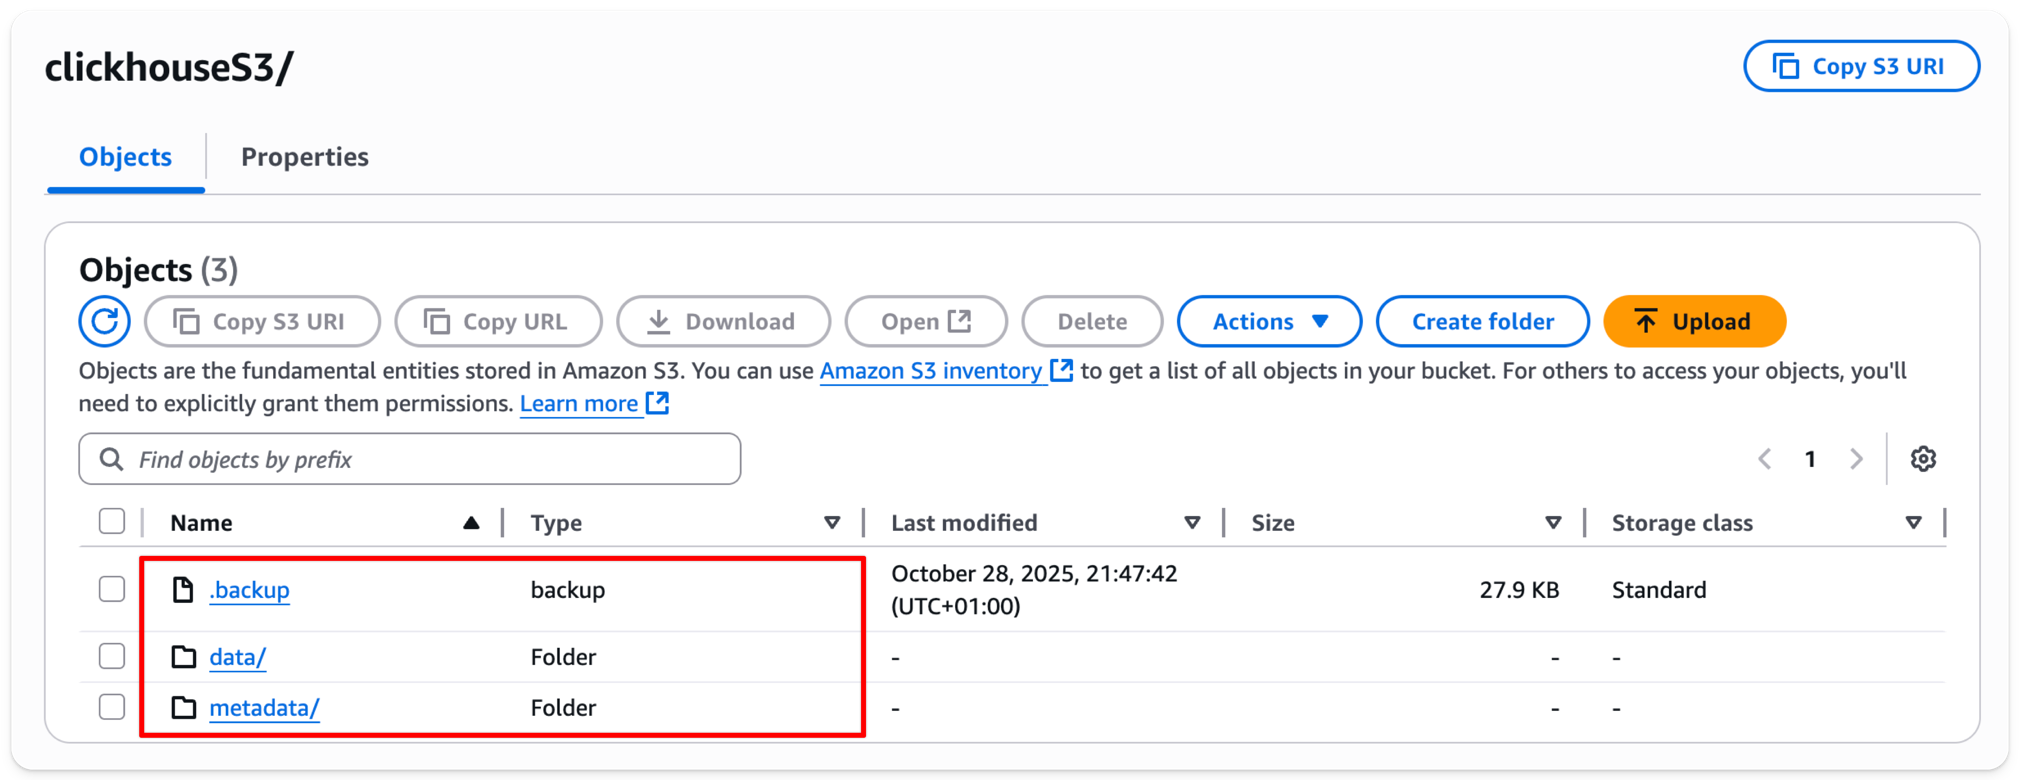 clickhouseS3/
Copy S3 URI
Objects
Properties
Objects (3)
Copy S3 URI
Copy URL
Download
Open
Delete
Actions
Create folder
Upload
Objects are the fundamental entities stored in Amazon S3. You can use Amazon S3 inventory to get a list of all objects in your bucket. For others to access your objects, you'll
need to explicitly grant them permissions. Learn more
Find objects by prefix
1
Name Type Last modified Size Storage class
.backup backup October 28, 2025, 21:47:42 27.9 KB Standard
(UTC+01:00)
data/ Folder - - -
metadata/ Folder - - -